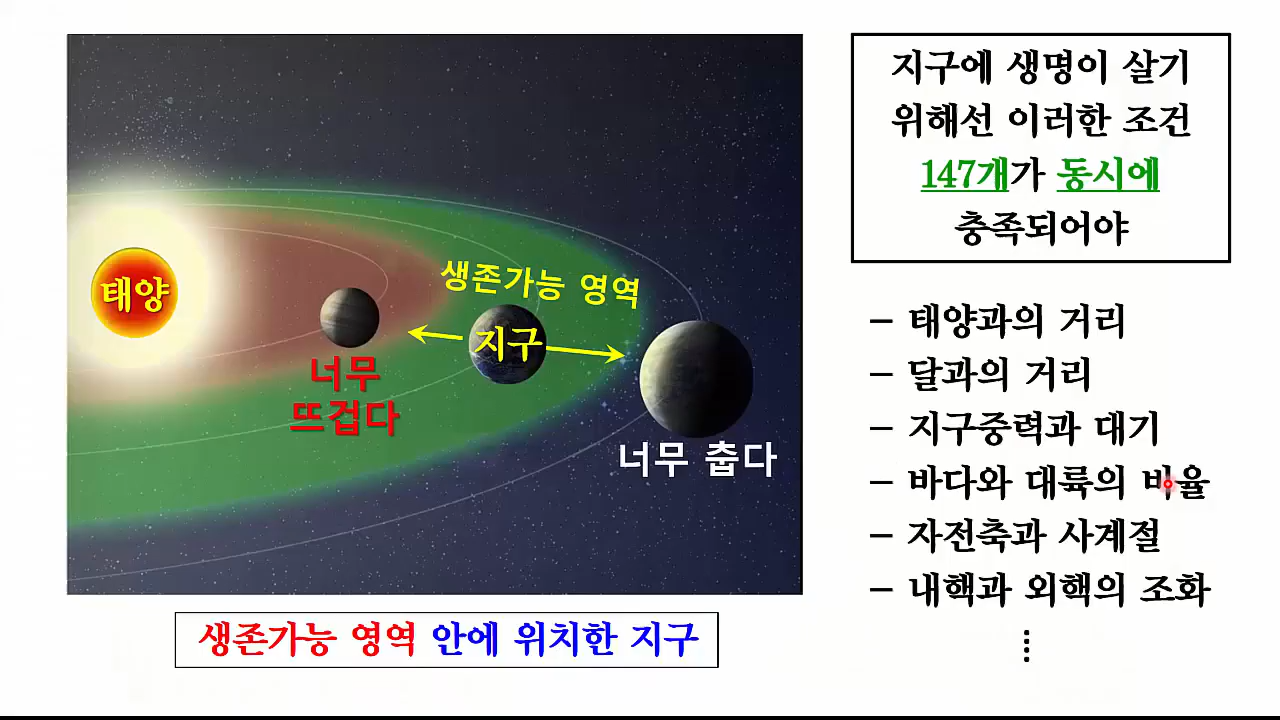 태양
생존가능 영역
지구
너무
뜨겁다
너무 춥다
생존가능 영역 안에 위치한 지구
지구에 생명이 살기
위해선 이러한 조건
147개가 동시에
충족되어야
– 태양과의 거리
– 달과의 거리
– 지구중력과 대기
– 바다와 대륙의 비율
– 자전축과 사계절
– 내핵과 외핵의 조화
⋮